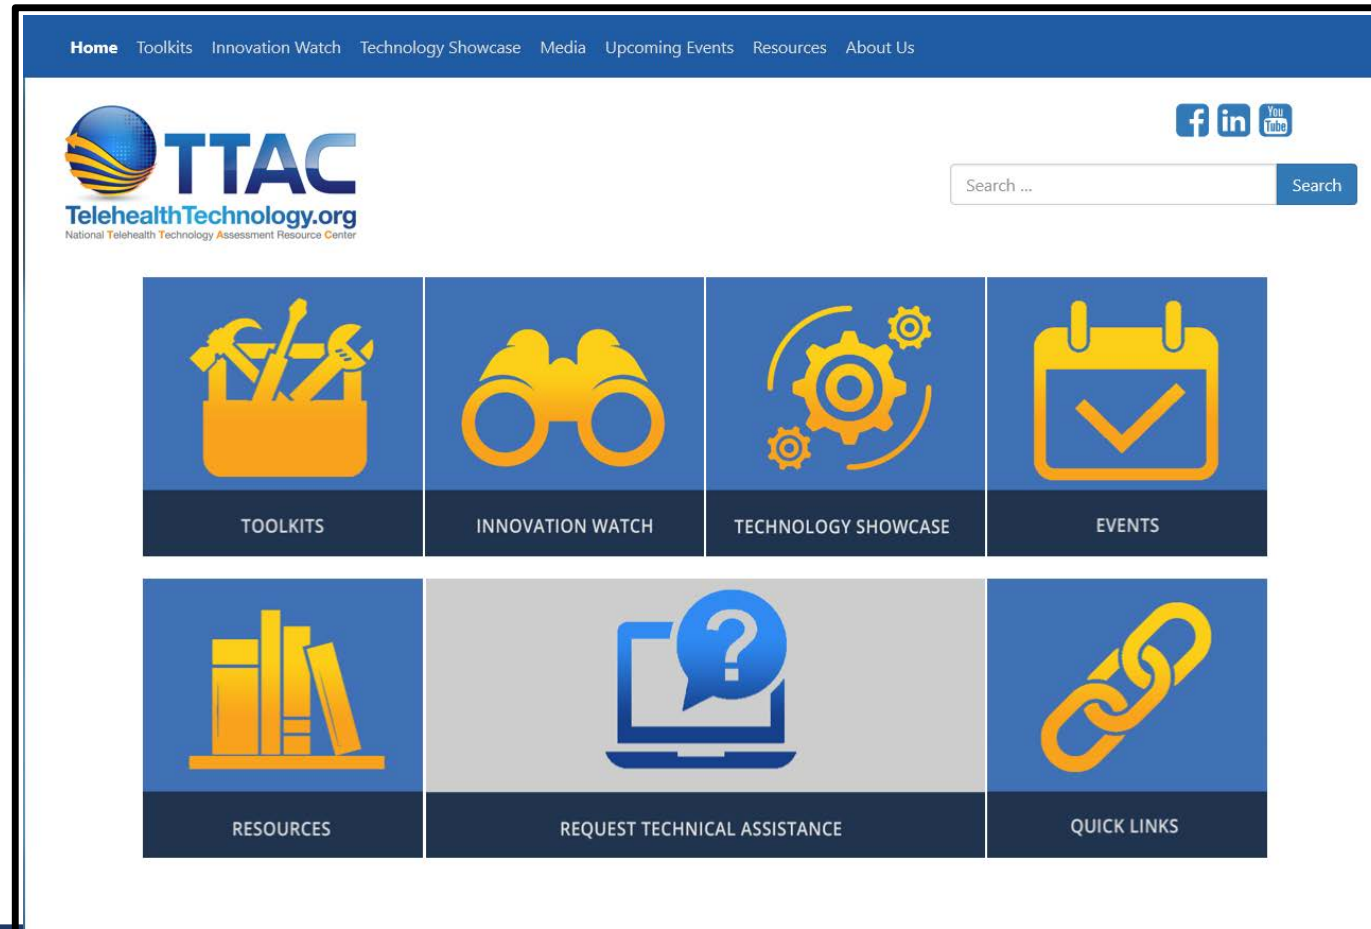 Home Toolkits Innovation Watch Technology Showcase Media Upcoming Events Resources About Us
You
Tube
TTAC
TelehealthTechnology.org
National Telehealth Technology Assessment Resource Center
Search ... Search
TOOLKITS INNOVATION WATCH TECHNOLOGY SHOWCASE EVENTS
?
RESOURCES REQUEST TECHNICAL ASSISTANCE QUICK LINKS